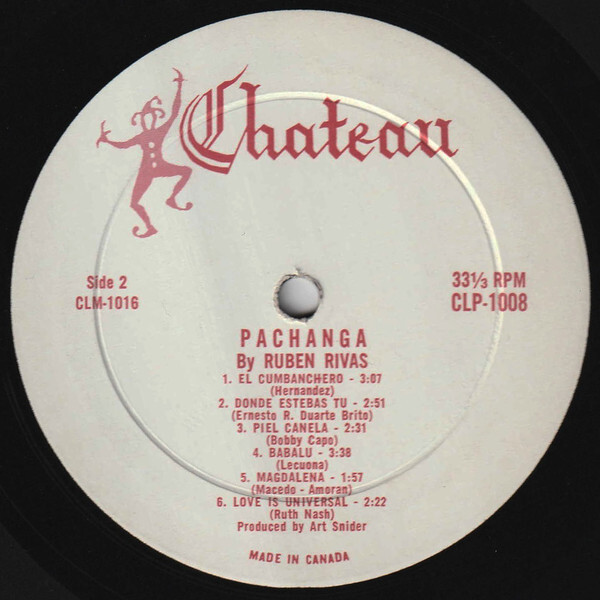 Chateau
Side 2
CLM-1016
33⅓ RPM
CLP-1008
PACHANGA
By RUBEN RIVAS
1. EL CUMBANCHERO - 3:07
(Hernandez)
2. DONDE ESTEBAS TU - 2:51
(Ernesto R. Duarte Brito)
3. PIEL CANELA - 2:31
(Bobby Capo)
4. BABALU - 3:38
(Lecuona)
5. MAGDALENA - 1:57
(Macedo - Amoran)
6. LOVE IS UNIVERSAL - 2:22
(Ruth Nash)
Produced by Art Snider
MADE IN CANADA